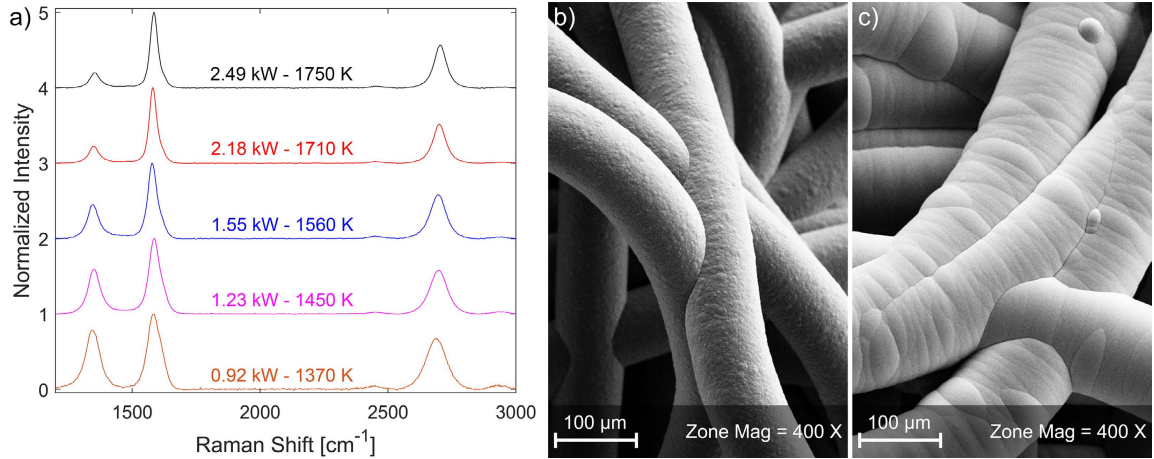 a)
5
4
3
2
1
0
Normalized Intensity
2.49 kW - 1750 K
2.18 kW - 1710 K
1.55 kW - 1560 K
1.23 kW - 1450 K
0.92 kW - 1370 K
1500 2000 2500 3000
Raman Shift [cm⁻¹]
b)
100 µm
Zone Mag = 400 X
c)
100 µm
Zone Mag = 400 X